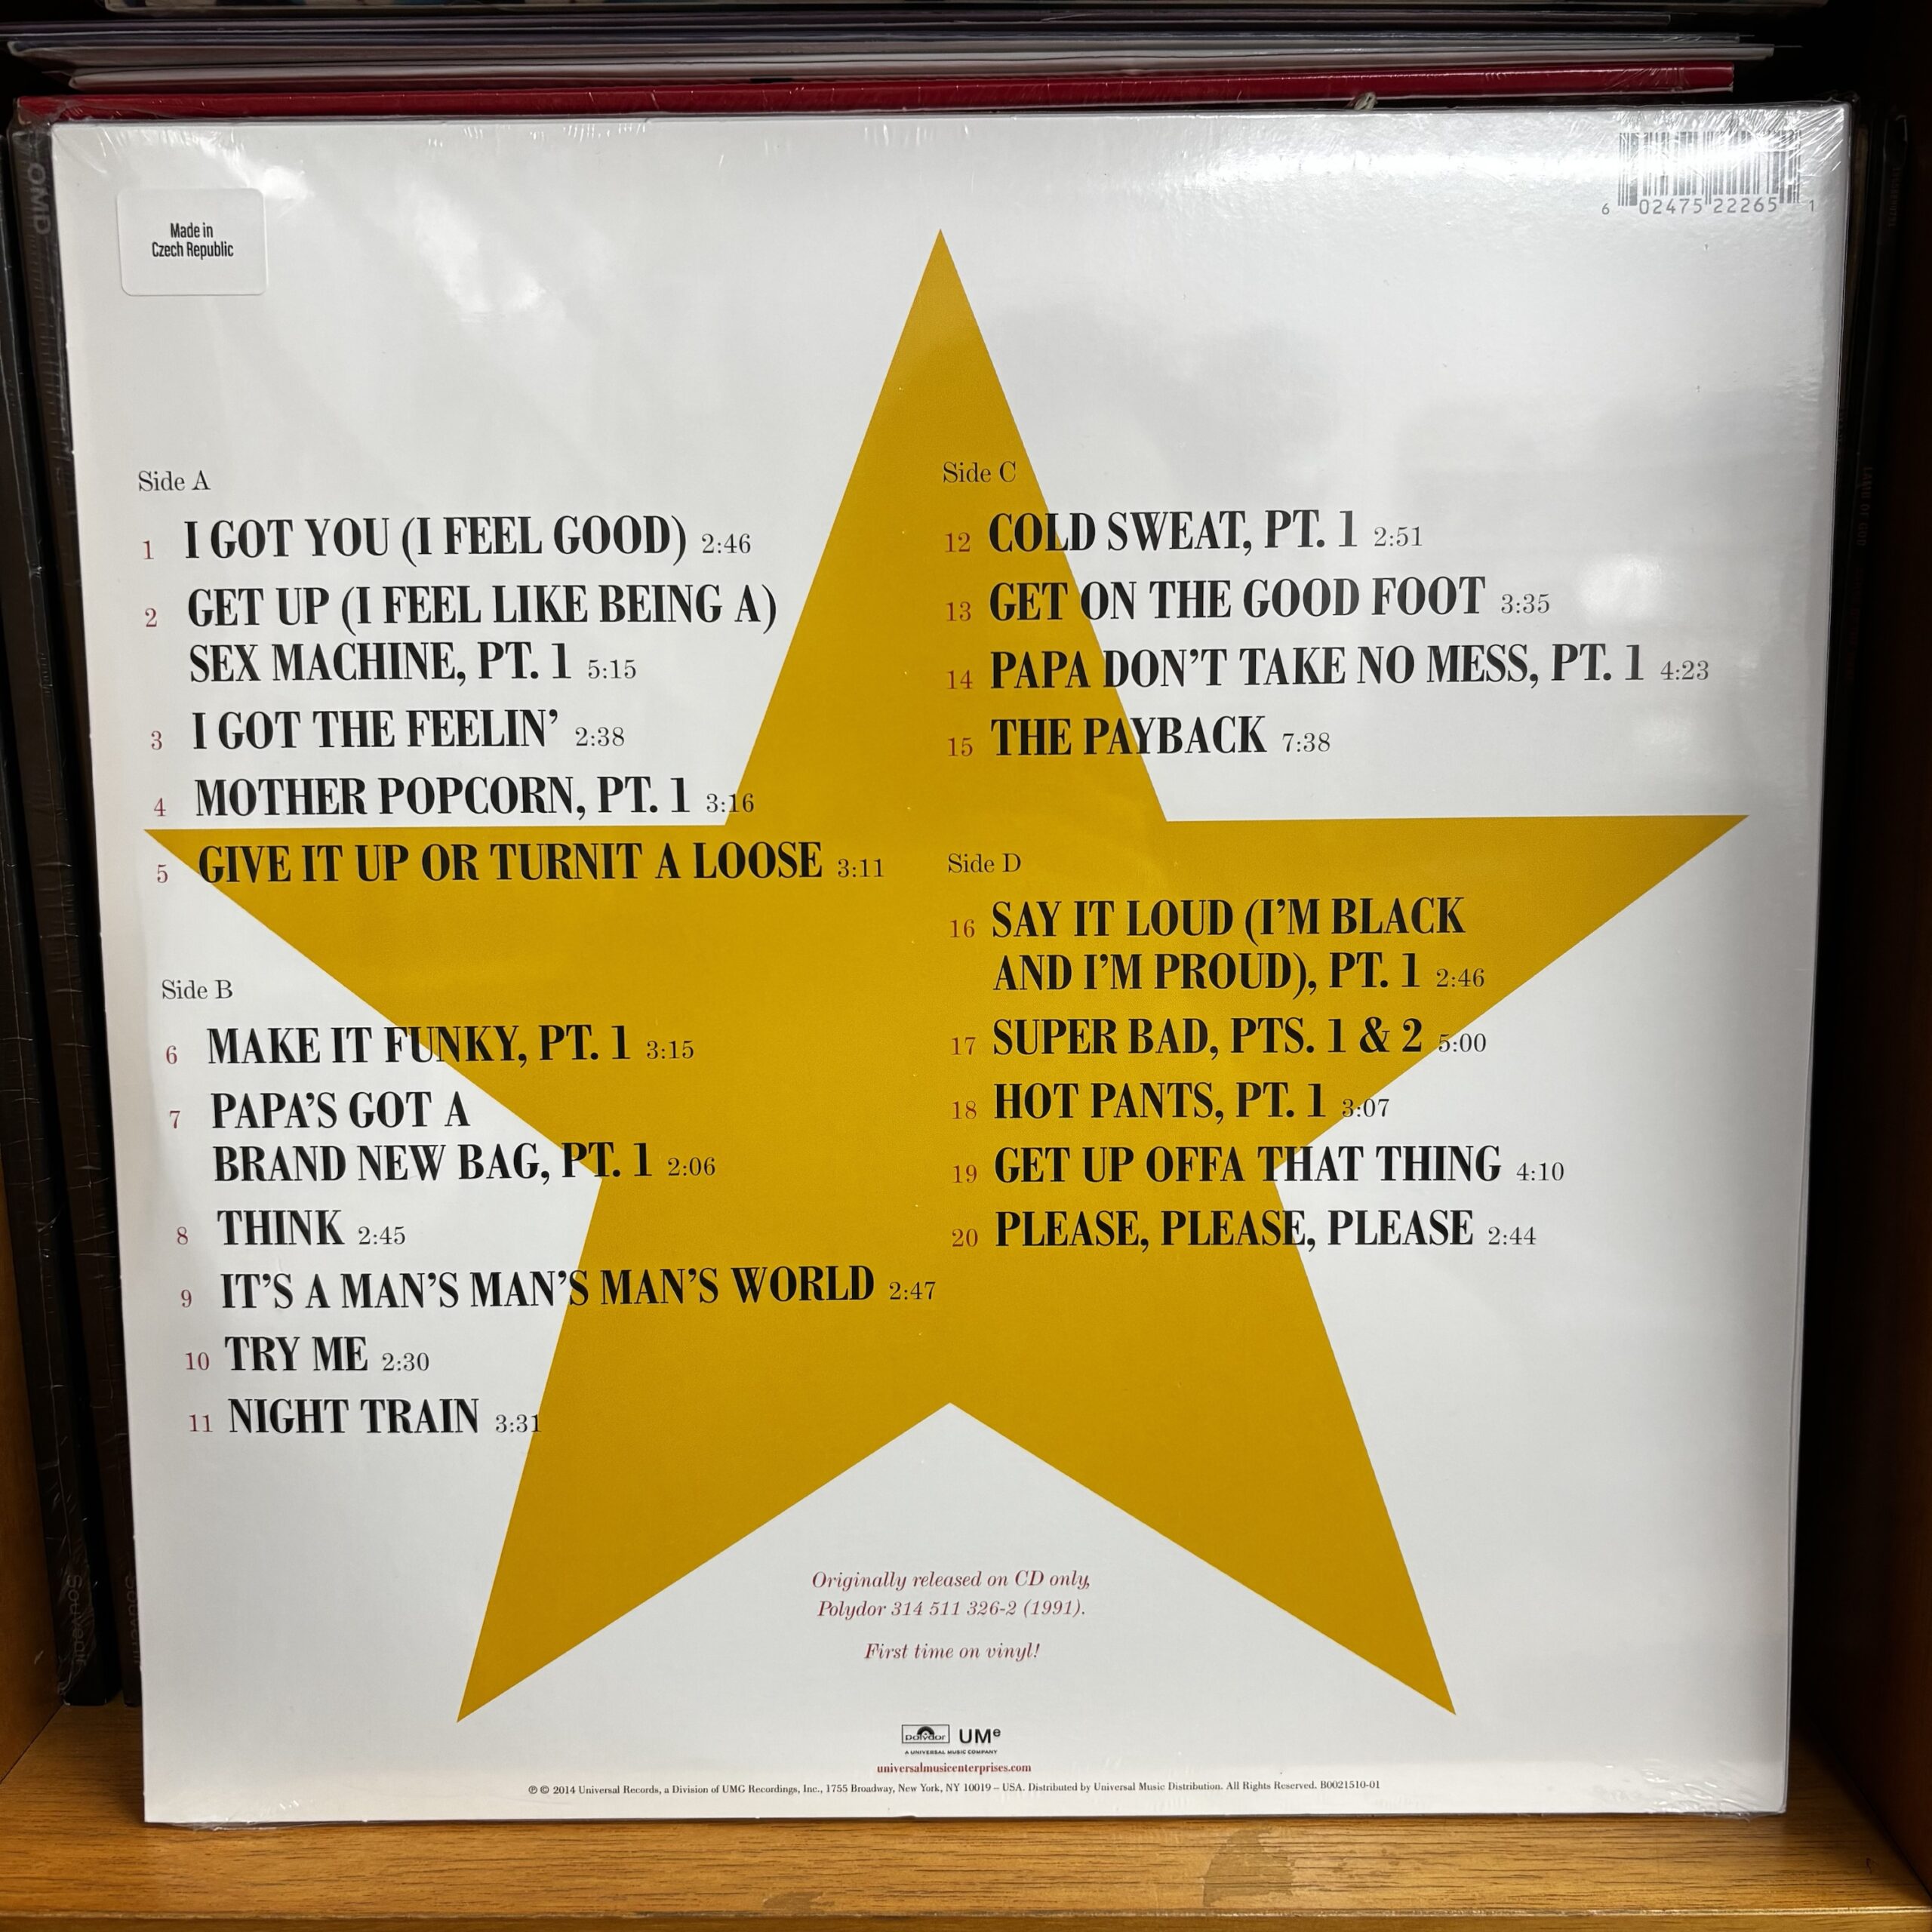 OMD
Made in
Czech Republic
6 02475 22265 1
Side A
1 I GOT YOU (I FEEL GOOD) 2:46
2 GET UP (I FEEL LIKE BEING A)
SEX MACHINE, PT. 1 5:15
3 I GOT THE FEELIN’ 2:38
4 MOTHER POPCORN, PT. 1 3:16
5 GIVE IT UP OR TURNIT A LOOSE 3:11
Side B
6 MAKE IT FUNKY, PT. 1 3:15
7 PAPA’S GOT A
BRAND NEW BAG, PT. 1 2:06
8 THINK 2:45
9 IT’S A MAN’S MAN’S MAN’S WORLD 2:47
10 TRY ME 2:30
11 NIGHT TRAIN 3:31
Side C
12 COLD SWEAT, PT. 1 2:51
13 GET ON THE GOOD FOOT 3:35
14 PAPA DON’T TAKE NO MESS, PT. 1 4:23
15 THE PAYBACK 7:38
Side D
16 SAY IT LOUD (I’M BLACK
AND I’M PROUD), PT. 1 2:46
17 SUPER BAD, PTS. 1 & 2 5:00
18 HOT PANTS, PT. 1 3:07
19 GET UP OFFA THAT THING 4:10
20 PLEASE, PLEASE, PLEASE 2:44
Originally released on CD only,
Polydor 314 511 326-2 (1991).
First time on vinyl!
polydor UMe
A UNIVERSAL MUSIC COMPANY
universalmusicenterprises.com
℗ © 2014 Universal Records, a Division of UMG Recordings, Inc., 1755 Broadway, New York, NY 10019 – USA. Distributed by Universal Music Distribution. All Rights Reserved. B0021510-01
Souvenir
LAMB OF GOD